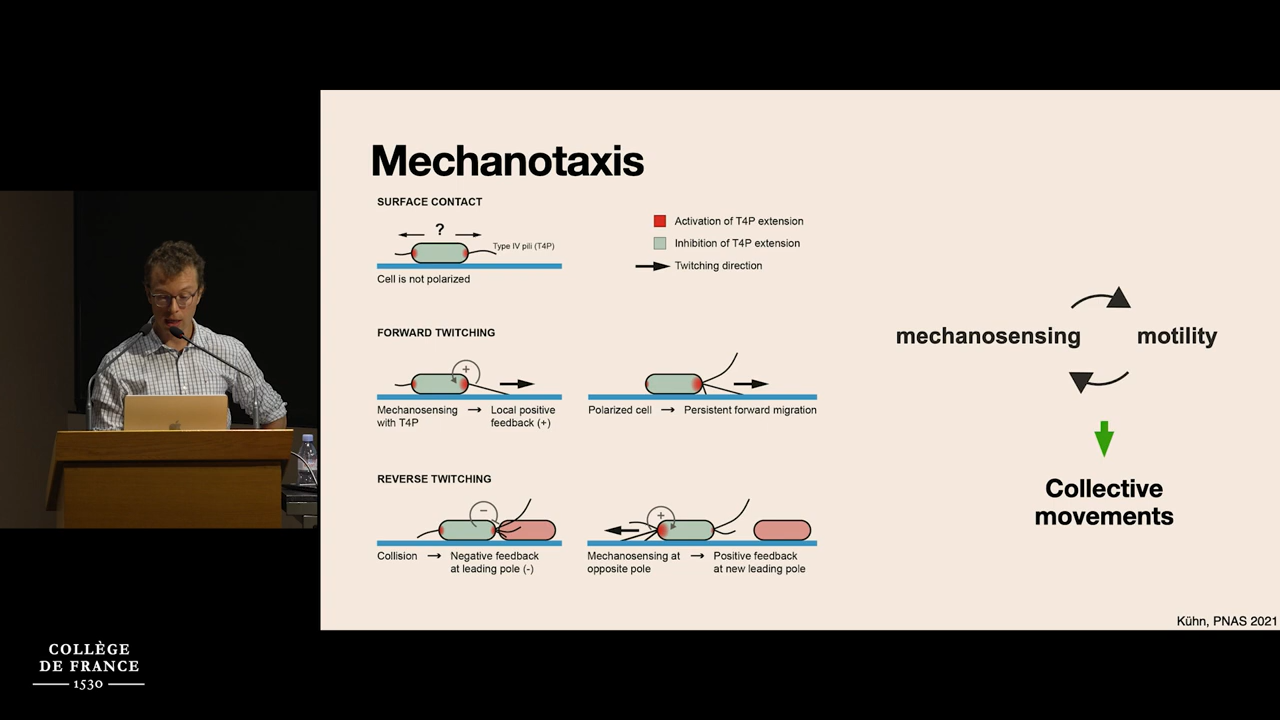 Mechanotaxis
SURFACE CONTACT
?
Type IV pili (T4P)
Cell is not polarized
Activation of T4P extension
Inhibition of T4P extension
Twitching direction
FORWARD TWITCHING
+
Mechanosensing → Local positive
with T4P feedback (+)
Polarized cell → Persistent forward migration
REVERSE TWITCHING
−
Collision → Negative feedback
at leading pole (-)
+
Mechanosensing at → Positive feedback
opposite pole at new leading pole
mechanosensing motility
Collective
movements
Kühn, PNAS 2021
COLLÈGE
DE FRANCE
1530